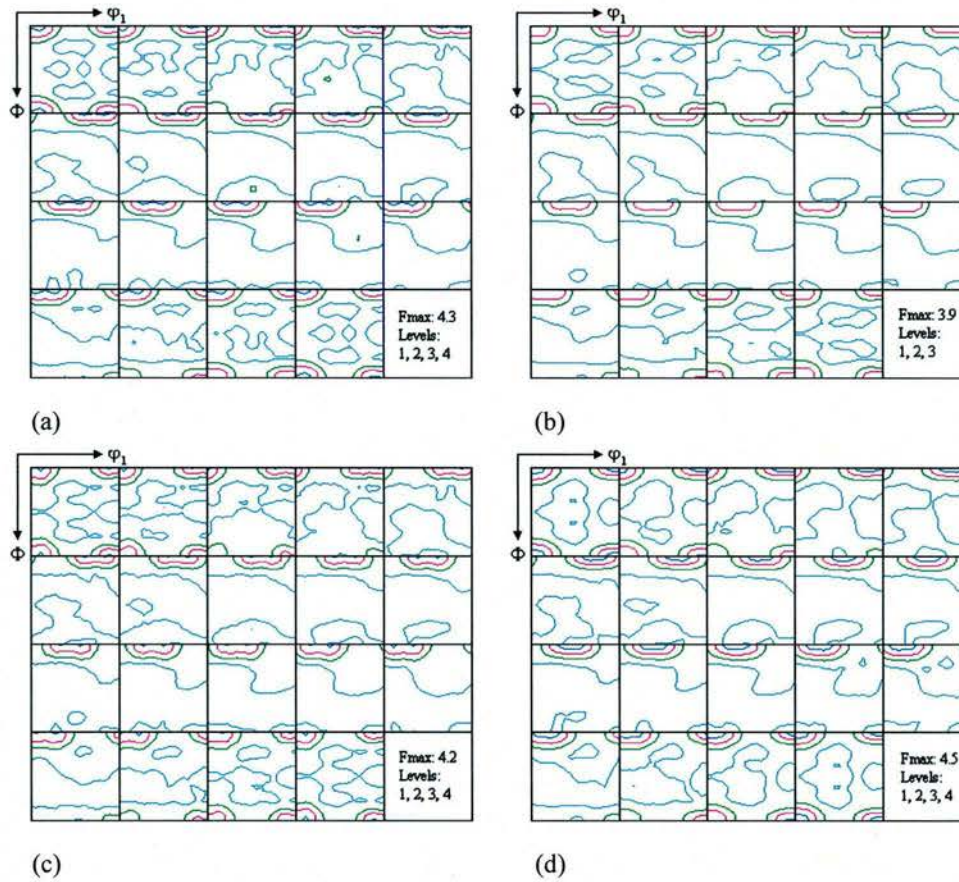 φ₁
Φ
Fmax: 4.3
Levels:
1, 2, 3, 4
(a)
φ₁
Φ
Fmax: 3.9
Levels:
1, 2, 3
(b)
φ₁
Φ
Fmax: 4.2
Levels:
1, 2, 3, 4
(c)
φ₁
Φ
Fmax: 4.5
Levels:
1, 2, 3, 4
(d)